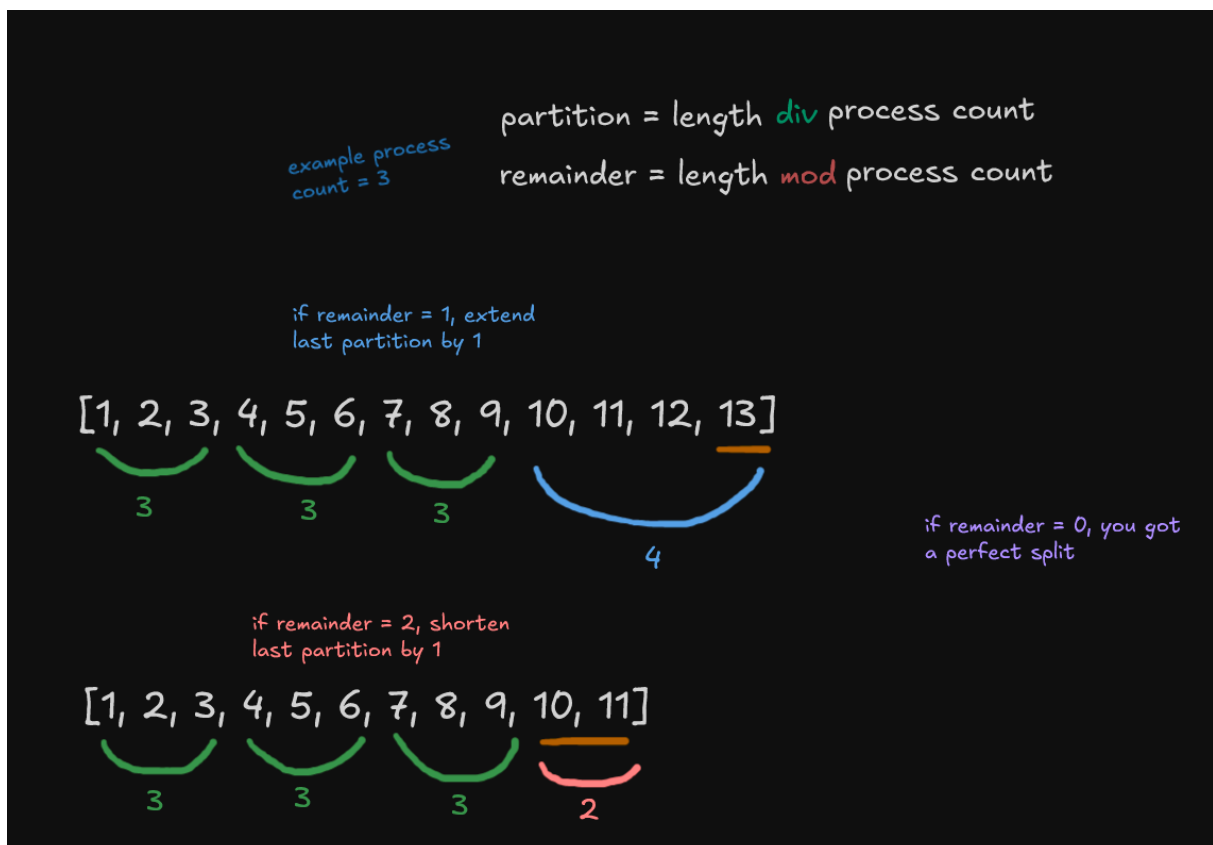 partition = length div process count
example process
count = 3
remainder = length mod process count
if remainder = 1, extend
last partition by 1
[1, 2, 3, 4, 5, 6, 7, 8, 9, 10, 11, 12, 13]
3
3
3
4
if remainder = 0, you got
a perfect split
if remainder = 2, shorten
last partition by 1
[1, 2, 3, 4, 5, 6, 7, 8, 9, 10, 11]
3
3
3
2